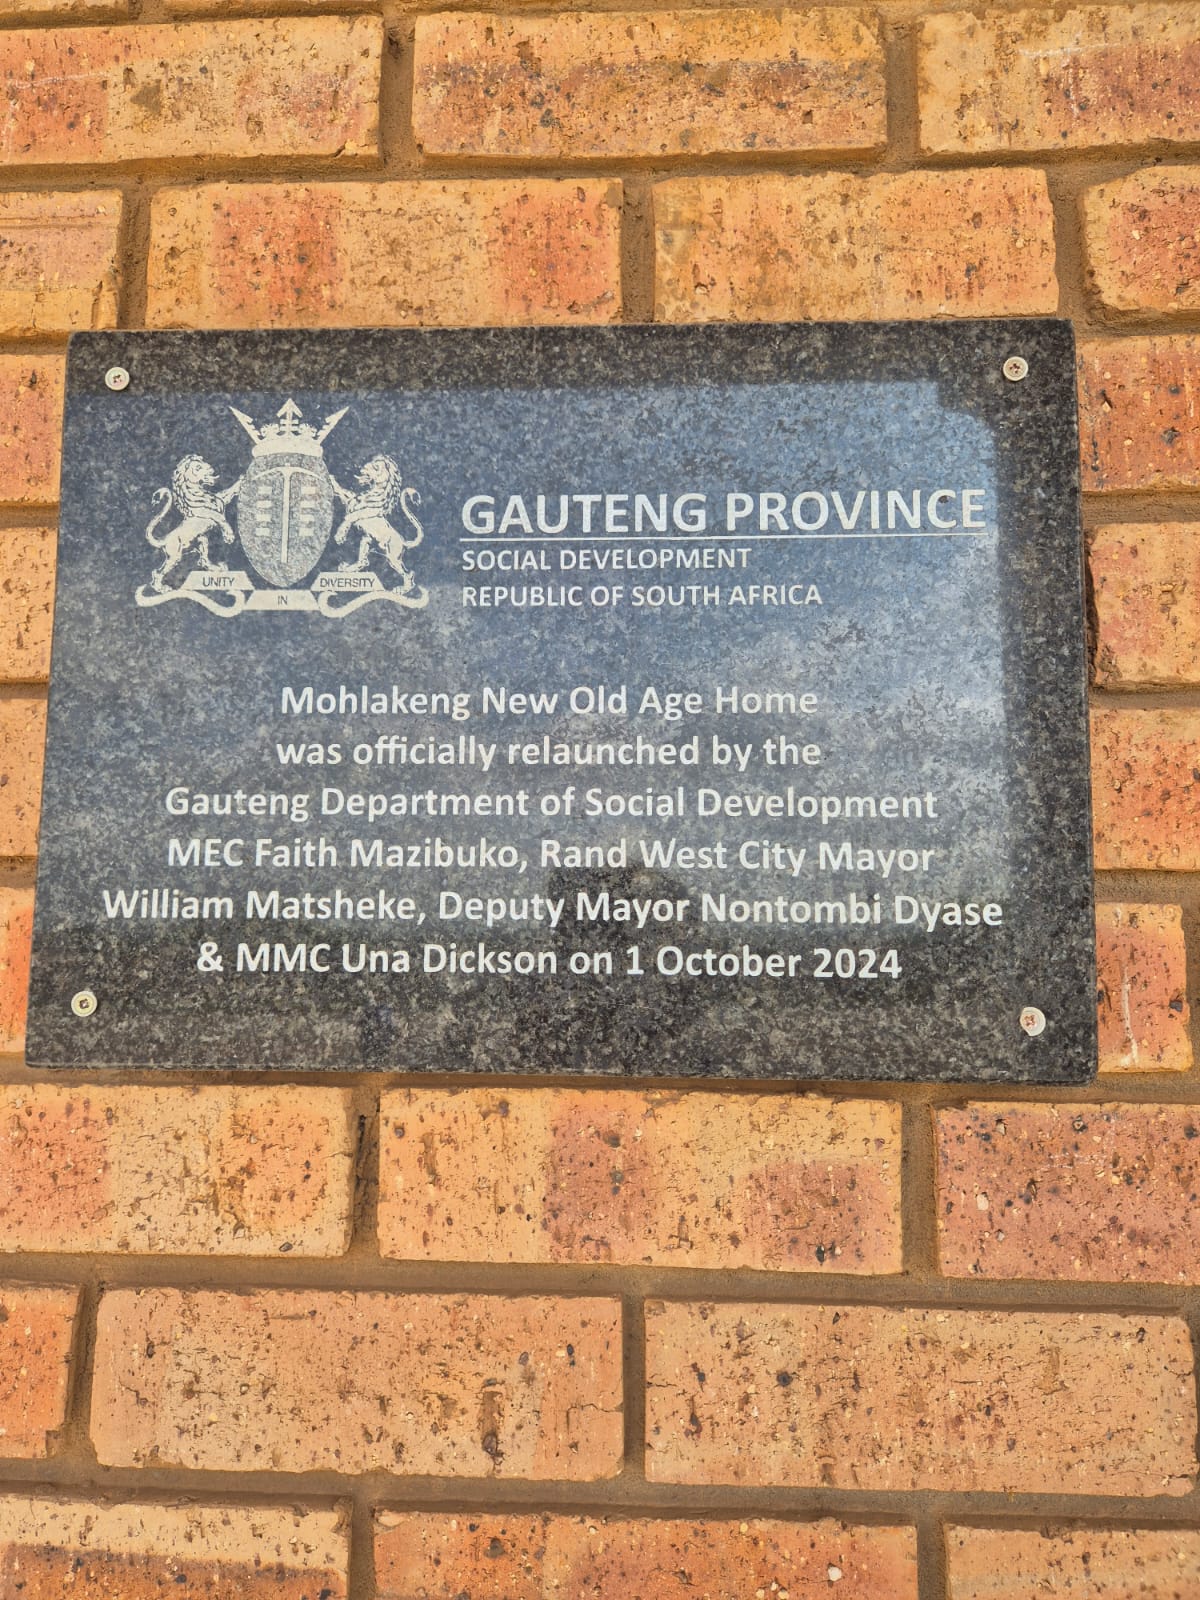 UNITY
IN
DIVERSITY
GAUTENG PROVINCE
SOCIAL DEVELOPMENT
REPUBLIC OF SOUTH AFRICA
Mohlakeng New Old Age Home
was officially relaunched by the
Gauteng Department of Social Development
MEC Faith Mazibuko, Rand West City Mayor
William Matsheke, Deputy Mayor Nontombi Dyase
& MMC Una Dickson on 1 October 2024